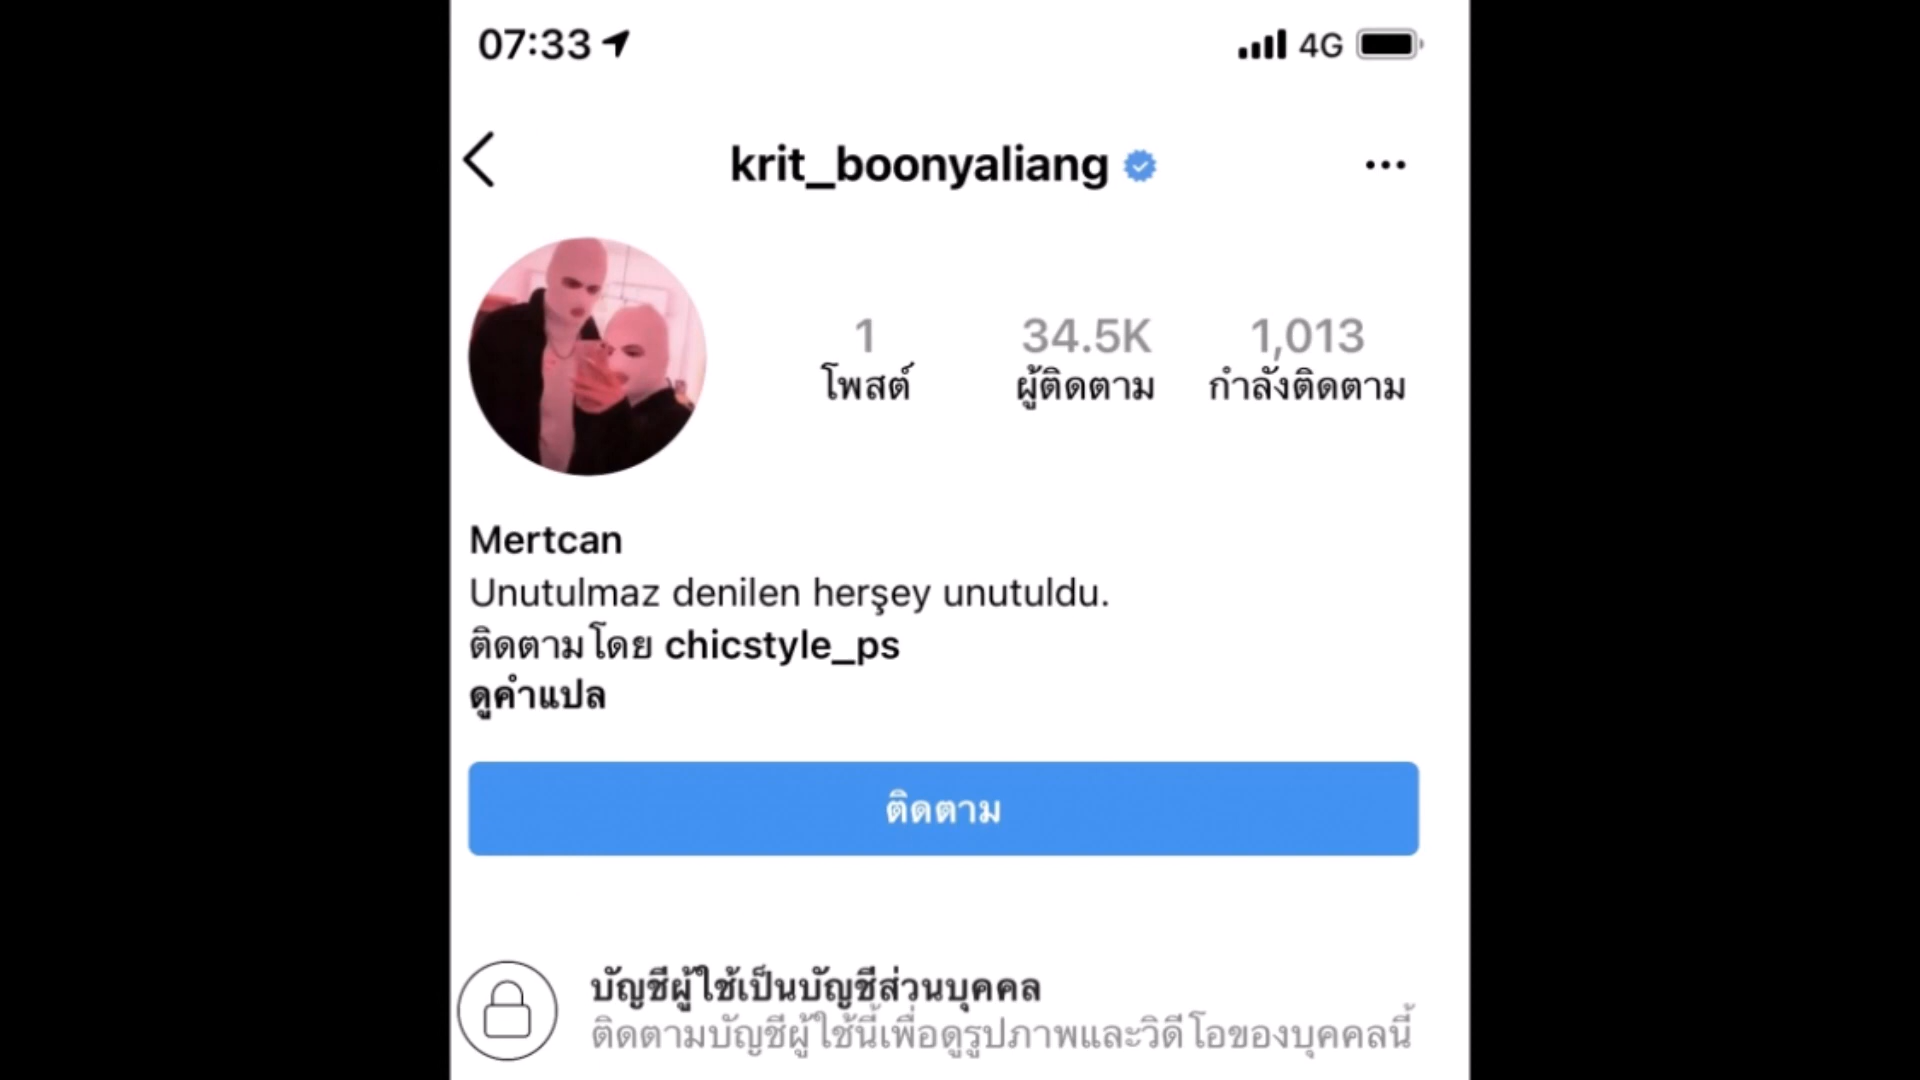 07:33 4G
krit_boonyaliang
1 34.5K 1,013
โพสต์ ผู้ติดตาม กำลังติดตาม
Mertcan
Unutulmaz denilen herşey unutuldu.
ติดตามโดย chicstyle_ps
ดูคำแปล
ติดตาม
บัญชีผู้ใช้เป็นบัญชีส่วนบุคคล
ติดตามบัญชีผู้ใช้นี้เพื่อดูรูปภาพและวิดีโอของบุคคลนี้